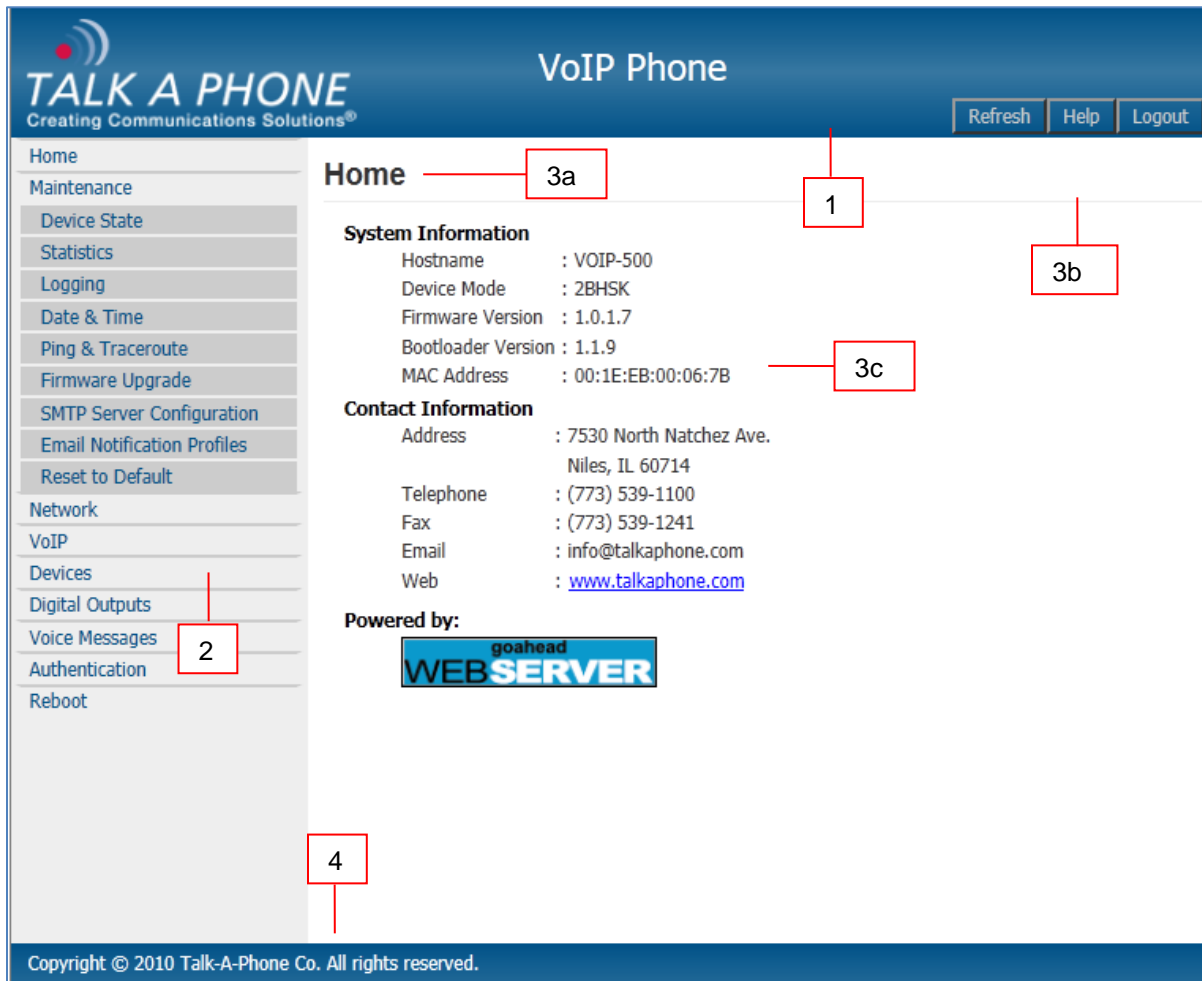 TALK A PHONE
Creating Communications Solutions®
VoIP Phone
Refresh Help Logout
Home
Maintenance
Device State
Statistics
Logging
Date & Time
Ping & Traceroute
Firmware Upgrade
SMTP Server Configuration
Email Notification Profiles
Reset to Default
Network
VoIP
Devices
Digital Outputs
Voice Messages
Authentication
Reboot
2
Home
3a
1
3b
System Information
Hostname : VOIP-500
Device Mode : 2BHSK
Firmware Version : 1.0.1.7
Bootloader Version : 1.1.9
MAC Address : 00:1E:EB:00:06:7B
3c
Contact Information
Address : 7530 North Natchez Ave.
Niles, IL 60714
Telephone : (773) 539-1100
Fax : (773) 539-1241
Email : info@talkaphone.com
Web : www.talkaphone.com
Powered by:
goahead
WEBSERVER
4
Copyright © 2010 Talk-A-Phone Co. All rights reserved.